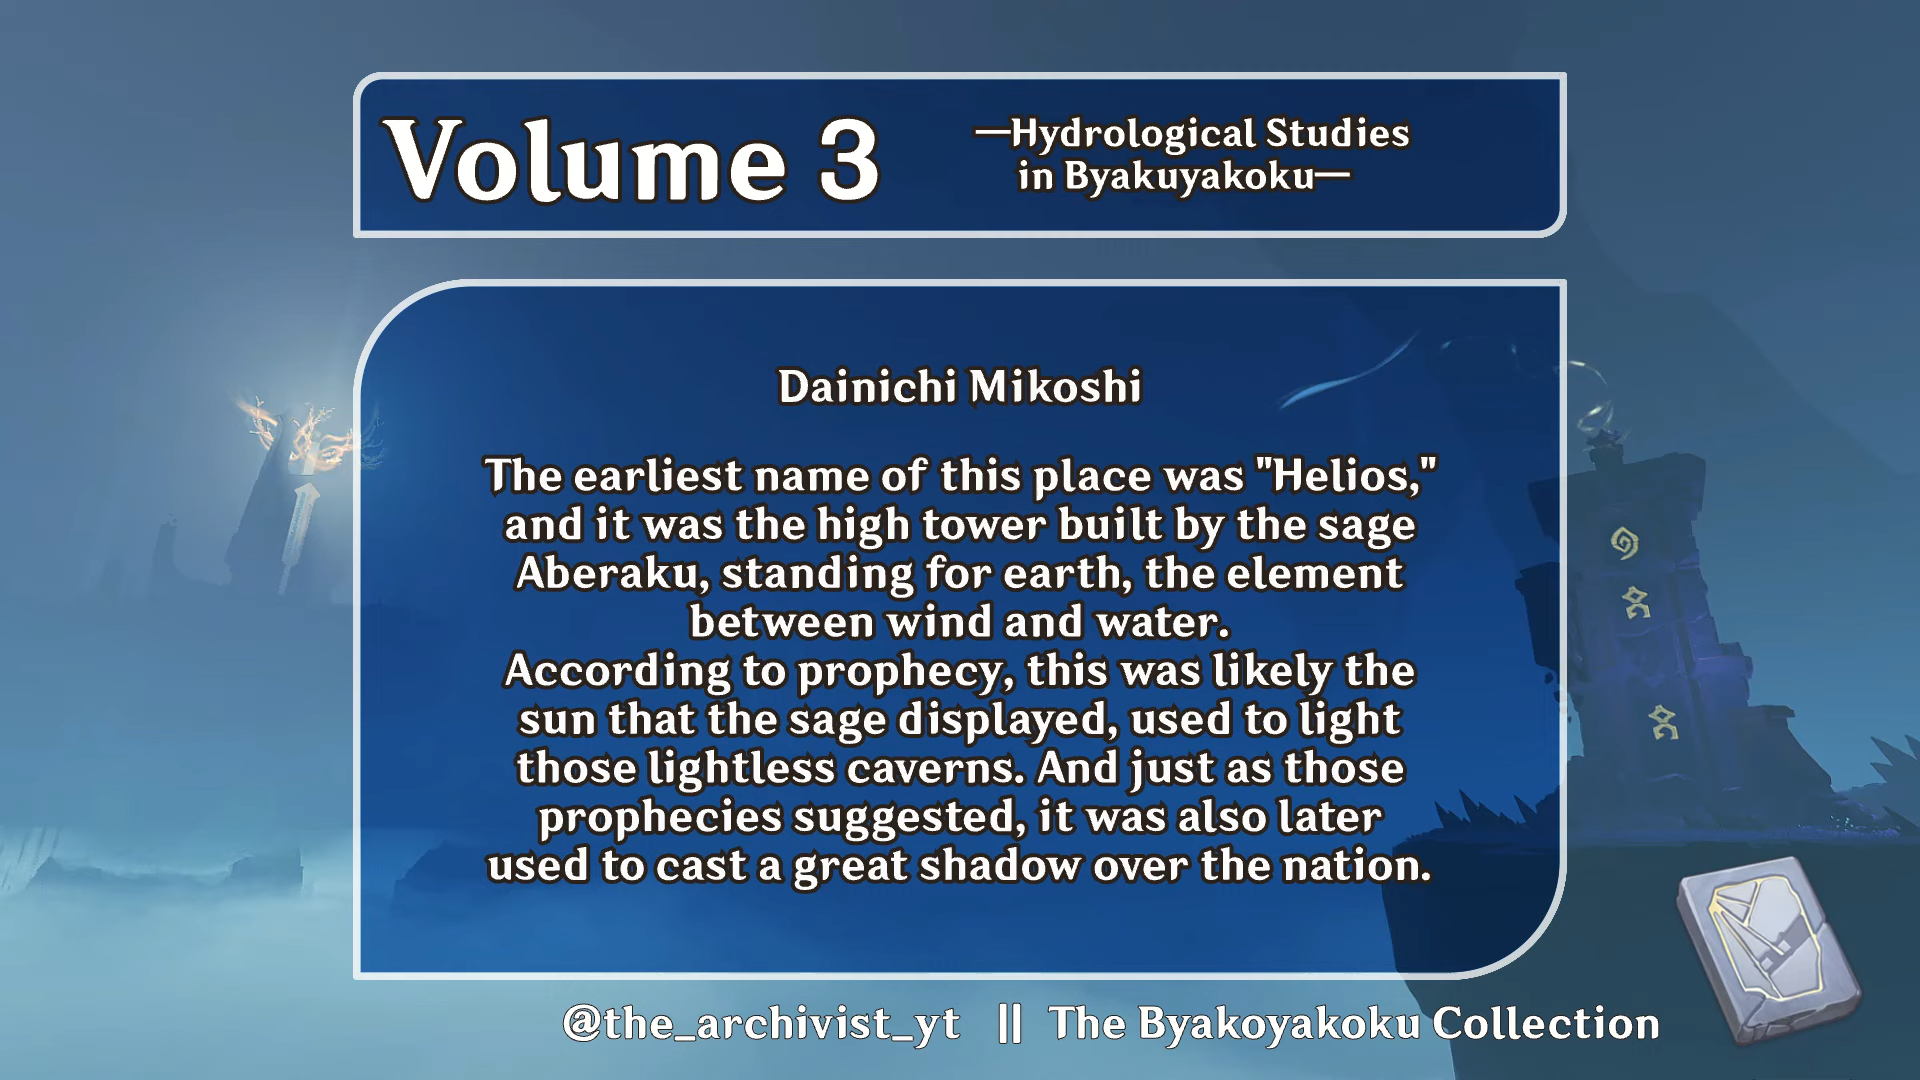 Volume 3
—Hydrological Studies
in Byakuyakoku—
Dainichi Mikoshi
The earliest name of this place was "Helios,"
and it was the high tower built by the sage
Aberaku, standing for earth, the element
between wind and water.
According to prophecy, this was likely the
sun that the sage displayed, used to light
those lightless caverns. And just as those
prophecies suggested, it was also later
used to cast a great shadow over the nation.
@the_archivist_yt || The Byakoyakoku Collection